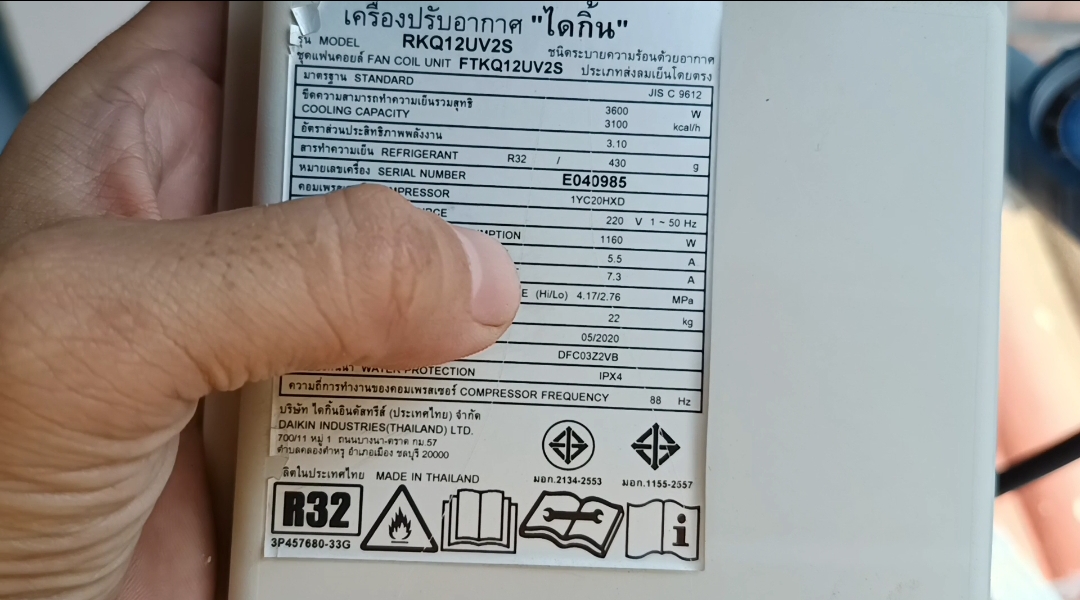 เครื่องปรับอากาศ "ไดกิ้น"
รุ่น MODEL RKQ12UV2S ชนิดระบายความร้อนด้วยอากาศ
ชุดแฟนคอยล์ FAN COIL UNIT FTKQ12UV2S ประเภทส่งลมเย็นโดยตรง
มาตรฐาน STANDARD JIS C 9612
ขีดความสามารถทำความเย็นรวมสุทธิ 3600 W
COOLING CAPACITY 3100 kcal/h
อัตราส่วนประสิทธิภาพพลังงาน 3.10
สารทำความเย็น REFRIGERANT R32 / 430 g
หมายเลขเครื่อง SERIAL NUMBER E040985
1YC20HXD
220 V 1 ~ 50 Hz
1160 W
5.5 A
7.3 A
(Hi/Lo) 4.17/2.76 MPa
22 kg
05/2020
DFC03Z2VB
WATER PROTECTION IPX4
ความถี่การทำงานของคอมเพรสเซอร์ COMPRESSOR FREQUENCY 88 Hz
บริษัท ไดกิ้นอินดัสทรีส์ (ประเทศไทย) จำกัด
DAIKIN INDUSTRIES(THAILAND) LTD.
700/11 หมู่ 1 ถนนบางนา-ตราด กม.57
ตำบลคลองตำหรุ อำเภอเมือง ชลบุรี 20000
มอก.2134-2553 มอก.1155-2557
ผลิตในประเทศไทย MADE IN THAILAND
R32
3P457680-33G